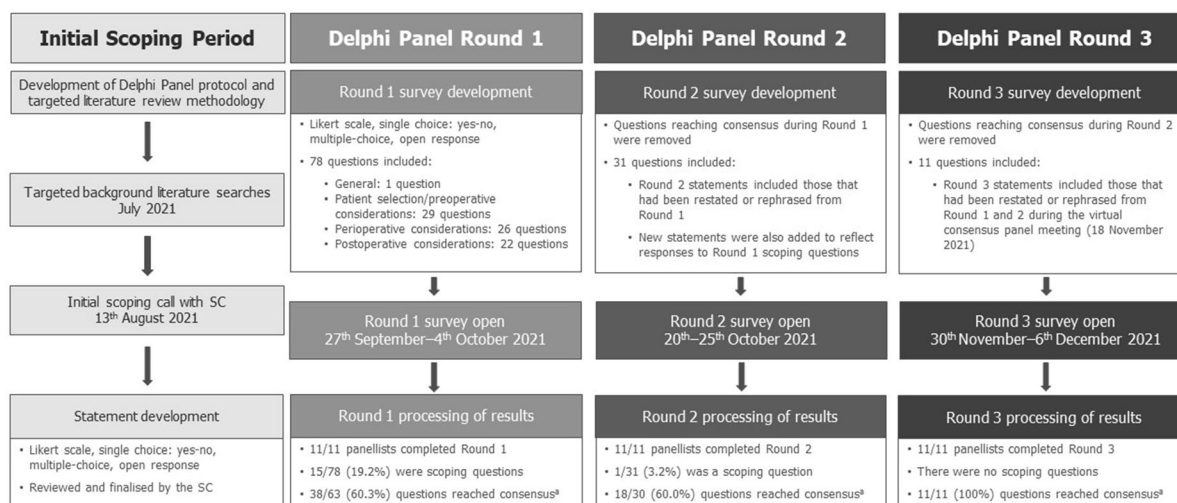 Initial Scoping Period
Development of Delphi Panel protocol and
targeted literature review methodology
Targeted background literature searches
July 2021
Initial scoping call with SC
13th August 2021
Statement development
• Likert scale, single choice: yes-no,
multiple-choice, open response
• Reviewed and finalised by the SC
Delphi Panel Round 1
Round 1 survey development
• Likert scale, single choice: yes-no,
multiple-choice, open response
• 78 questions included:
• General: 1 question
• Patient selection/preoperative
considerations: 29 questions
• Perioperative considerations: 26 questions
• Postoperative considerations: 22 questions
Round 1 survey open
27th September–4th October 2021
Round 1 processing of results
• 11/11 panellists completed Round 1
• 15/78 (19.2%) were scoping questions
• 38/63 (60.3%) questions reached consensusᵃ
Delphi Panel Round 2
Round 2 survey development
• Questions reaching consensus during Round 1
were removed
• 31 questions included:
• Round 2 statements included those that
had been restated or rephrased from
Round 1
• New statements were also added to reflect
responses to Round 1 scoping questions
Round 2 survey open
20th–25th October 2021
Round 2 processing of results
• 11/11 panellists completed Round 2
• 1/31 (3.2%) was a scoping question
• 18/30 (60.0%) questions reached consensusᵃ
Delphi Panel Round 3
Round 3 survey development
• Questions reaching consensus during Round 2
were removed
• 11 questions included:
• Round 3 statements included those that
had been restated or rephrased from
Round 1 and 2 during the virtual
consensus panel meeting (18 November
2021)
Round 3 survey open
30th November–6th December 2021
Round 3 processing of results
• 11/11 panellists completed Round 3
• There were no scoping questions
• 11/11 (100%) questions reached consensusᵃ